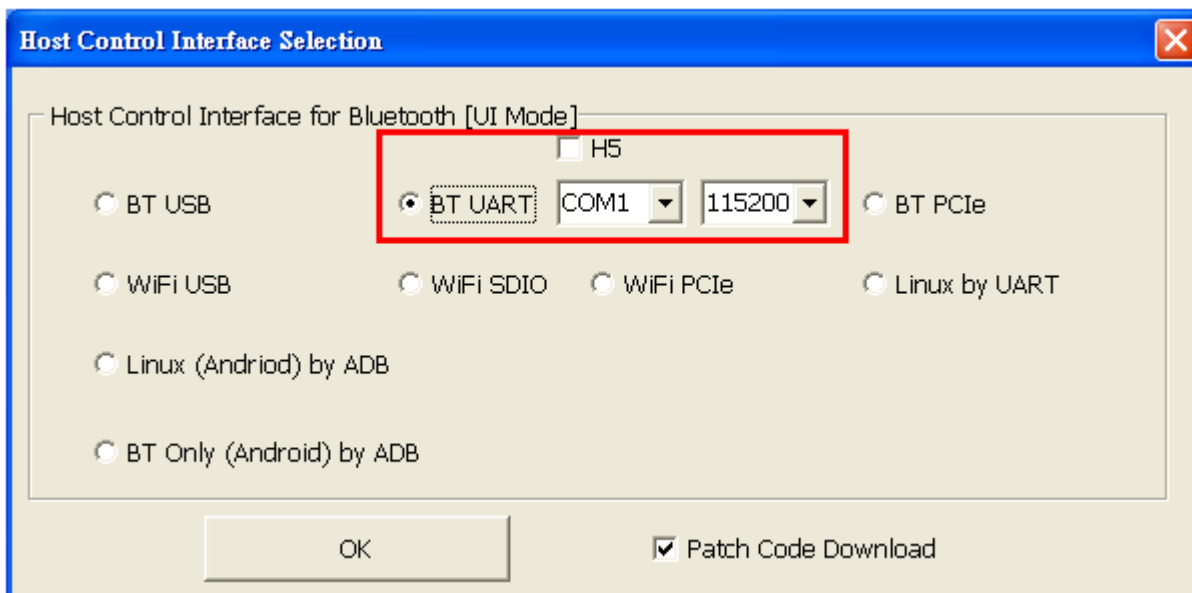 Host Control Interface Selection
Host Control Interface for Bluetooth [UI Mode]
H5
BT USB BT UART COM1 115200 BT PCIe
WiFi USB WiFi SDIO WiFi PCIe Linux by UART
Linux (Andriod) by ADB
BT Only (Android) by ADB
OK Patch Code Download